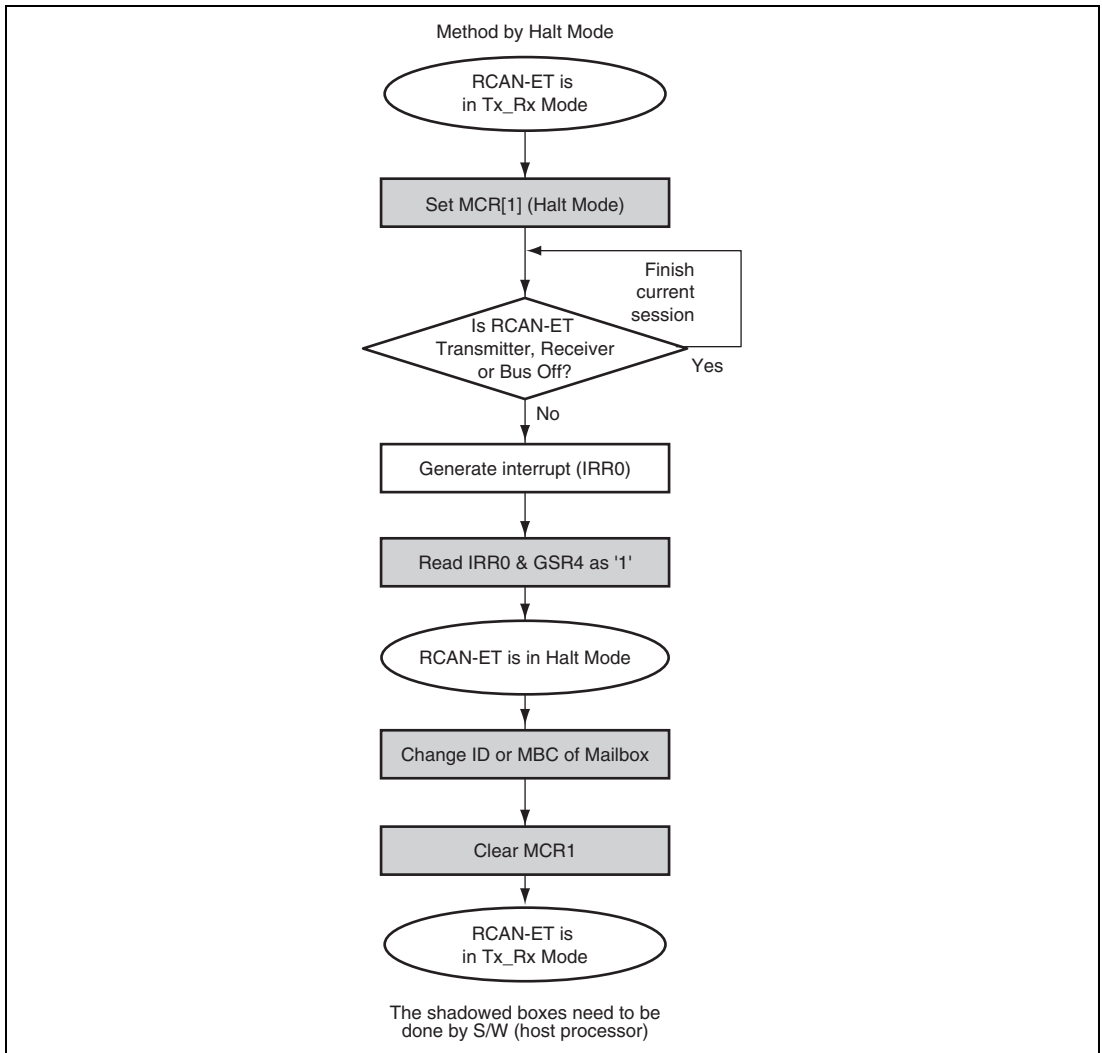 Method by Halt Mode
RCAN-ET is
in Tx_Rx Mode
Set MCR[1] (Halt Mode)
Finish
current
session
Is RCAN-ET
Transmitter, Receiver
or Bus Off?
Yes
No
Generate interrupt (IRR0)
Read IRR0 & GSR4 as '1'
RCAN-ET is in Halt Mode
Change ID or MBC of Mailbox
Clear MCR1
RCAN-ET is
in Tx_Rx Mode
The shadowed boxes need to be
done by S/W (host processor)